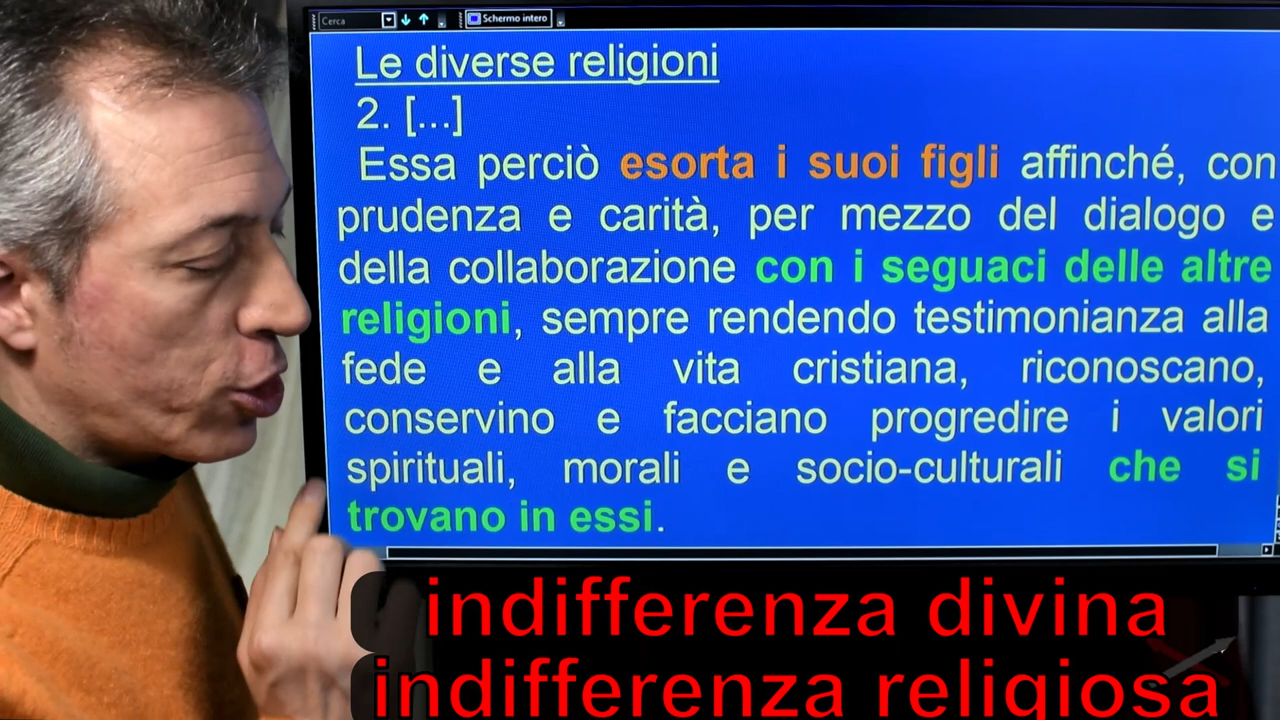 Cerca
Schermo intero
Le diverse religioni
2. [...]
Essa perciò esorta i suoi figli affinché, con
prudenza e carità, per mezzo del dialogo e
della collaborazione con i seguaci delle altre
religioni, sempre rendendo testimonianza alla
fede e alla vita cristiana, riconoscano,
conservino e facciano progredire i valori
spirituali, morali e socio-culturali che si
trovano in essi.
indifferenza divina
indifferenza religiosa